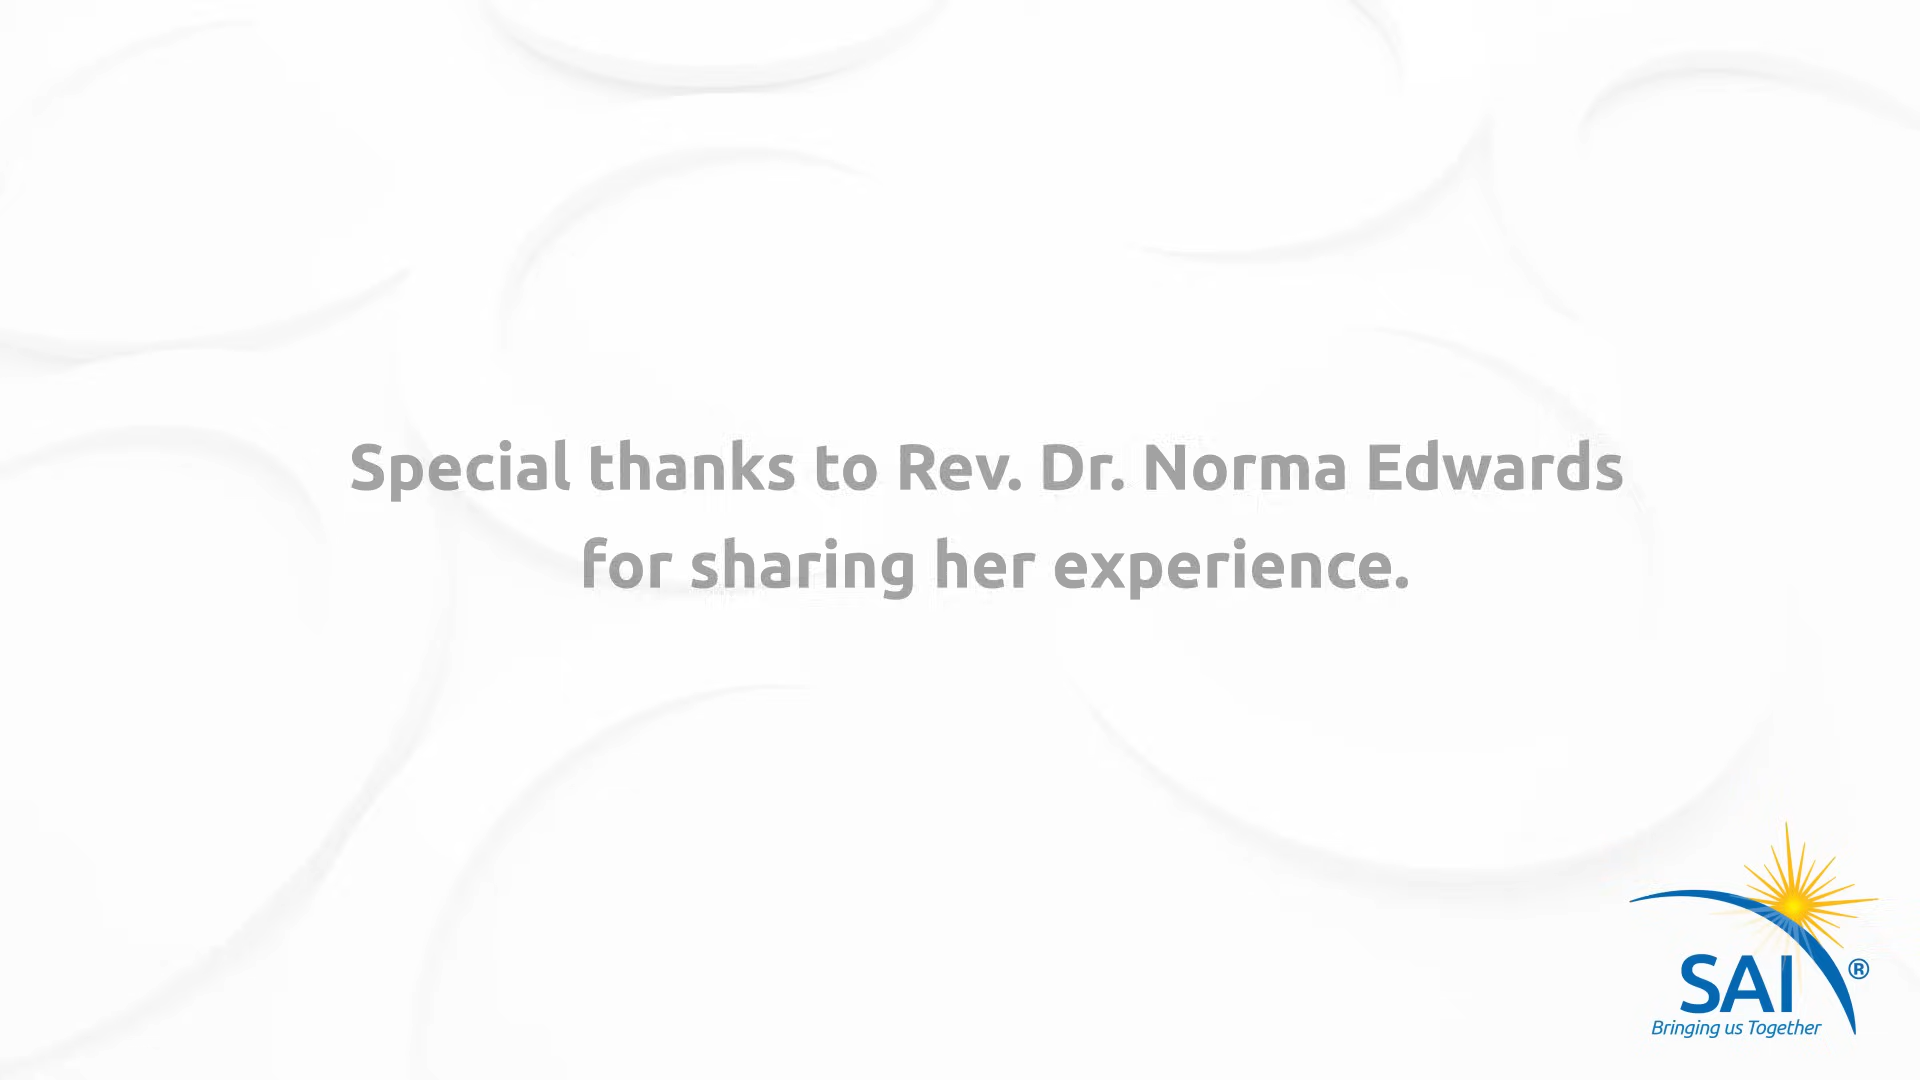 Special thanks to Rev. Dr. Norma Edwards
for sharing her experience.
SAI®
Bringing us Together